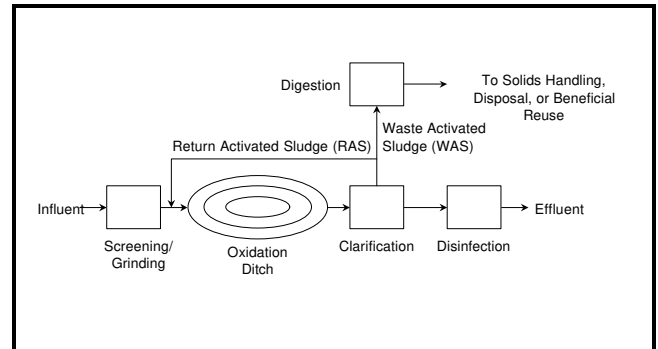 Digestion
To Solids Handling,
Disposal, or Beneficial
Reuse
Waste Activated
Sludge (WAS)
Return Activated Sludge (RAS)
Influent
Effluent
Screening/
Grinding
Oxidation
Ditch
Clarification
Disinfection